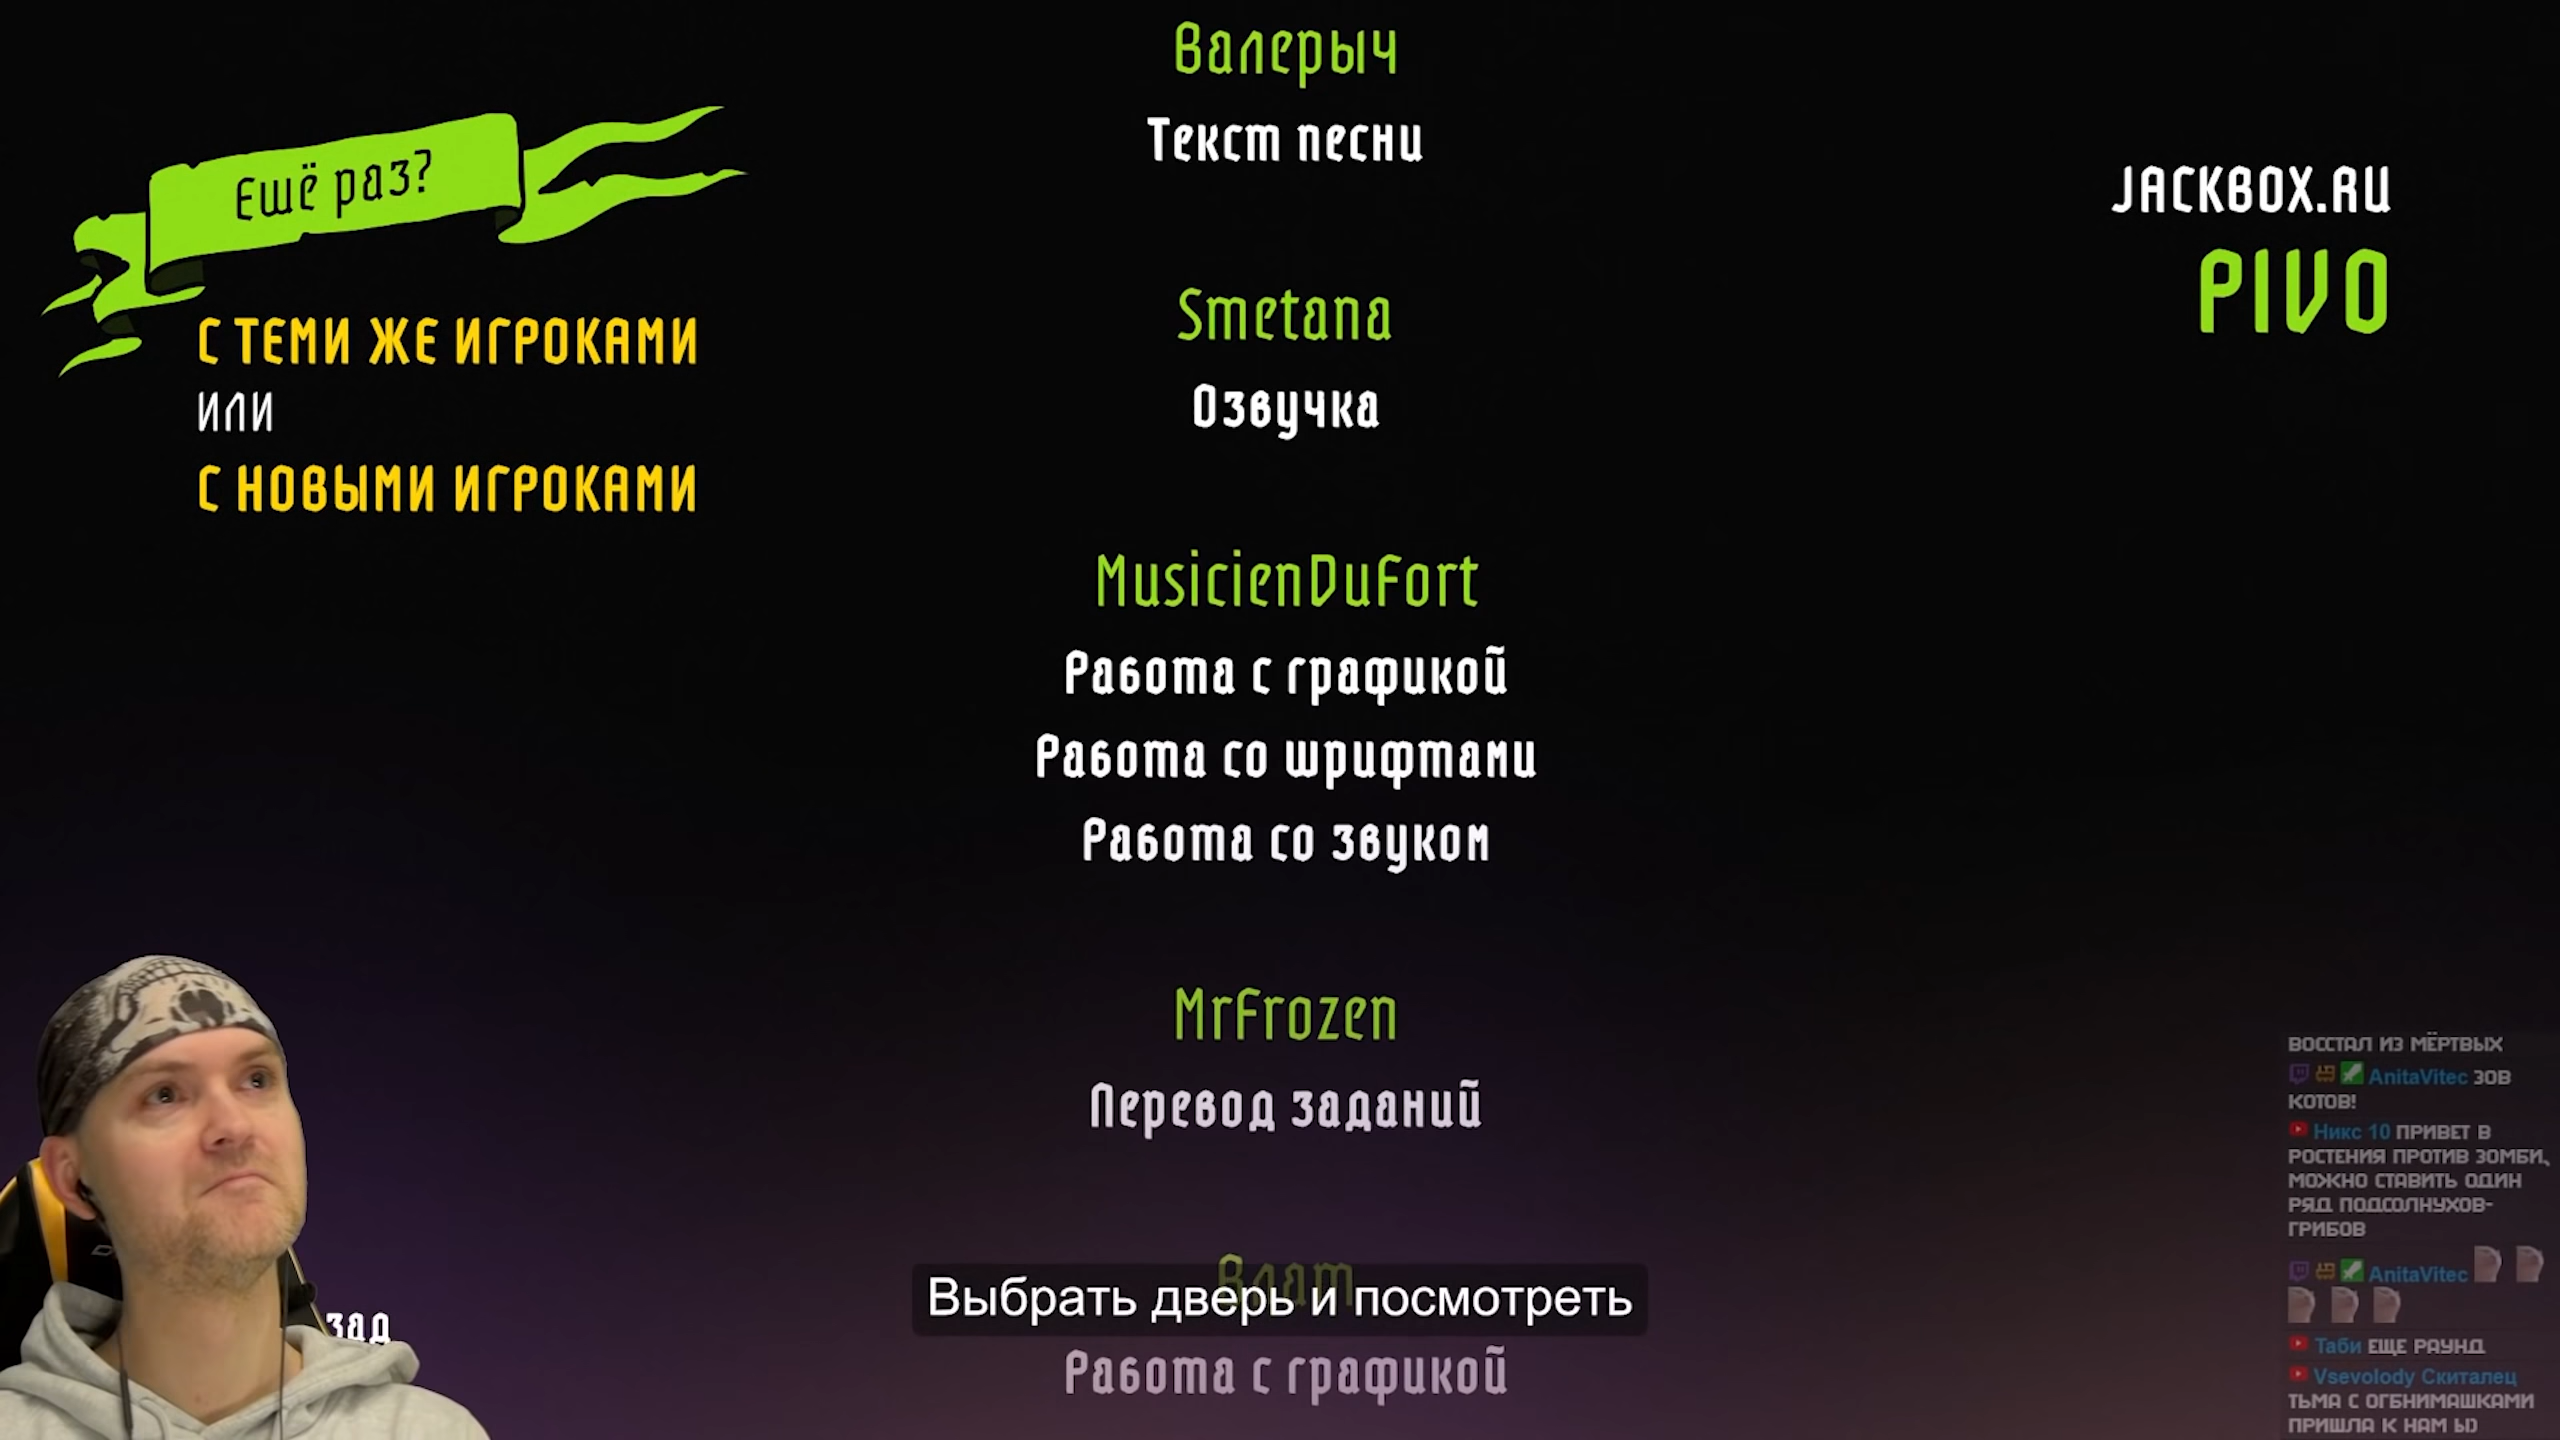 Ещё раз?
С ТЕМИ ЖЕ ИГРОКАМИ
ИЛИ
С НОВЫМИ ИГРОКАМИ
Валерыч
Текст песни
Smetana
Озвучка
MusicienDuFort
Работа с графикой
Работа со шрифтами
Работа со звуком
MrFrozen
Перевод заданий
Влат
Выбрать дверь и посмотреть
Работа с графикой
JACKBOX.RU
PIVO
зад
ВОССТАЛ ИЗ МЁРТВЫХ
AnitaVitec ЗОВ
КОТОВ!
Никс 10 ПРИВЕТ В
РОСТЕНИЯ ПРОТИВ ЗОМБИ,
МОЖНО СТАВИТЬ ОДИН
РЯД ПОДСОЛНУХОВ-
ГРИБОВ
AnitaVitec
Таби ЕЩЕ РАУНД
Vsevolody Скиталец
ТЬМА С ОГБНИМАШКАМИ
ПРИШЛА К НАМ ЬD